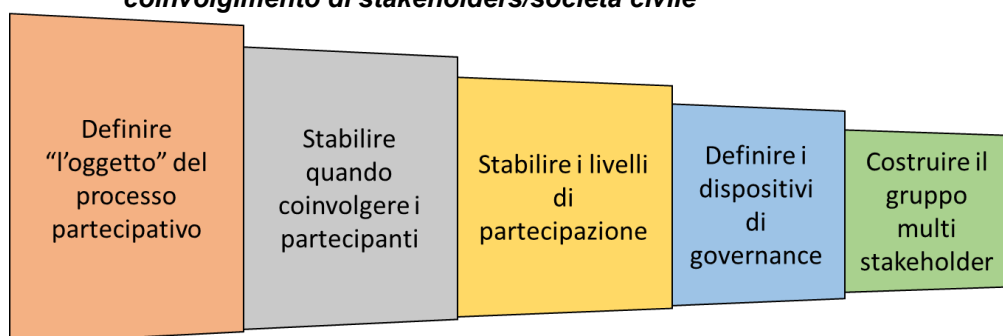 coinvolgimento di stakeholders/società civile
Definire
“l’oggetto” del
processo
partecipativo
Stabilire
quando
coinvolgere i
partecipanti
Stabilire i livelli
di
partecipazione
Definire i
dispositivi
di
governance
Costruire il
gruppo
multi
stakeholder